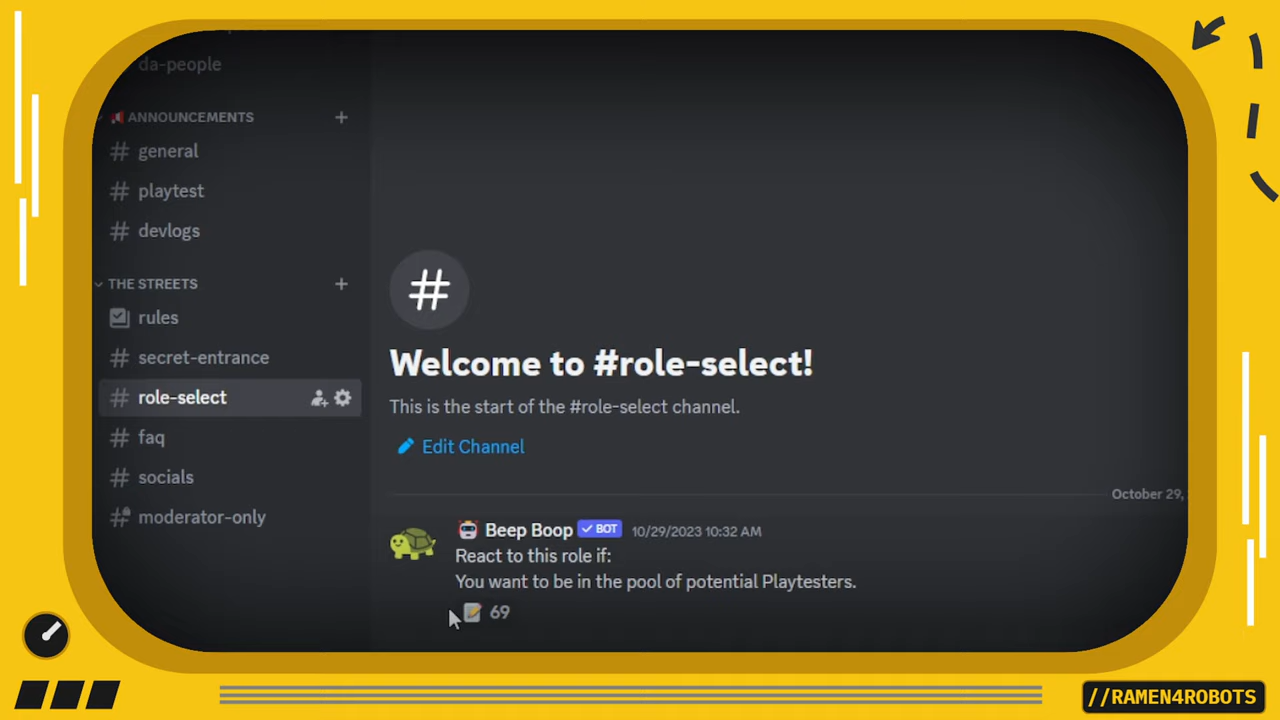 da-people
ANNOUNCEMENTS +
# general
# playtest
# devlogs
THE STREETS +
rules
# secret-entrance
# role-select
# faq
# socials
# moderator-only
#
Welcome to #role-select!
This is the start of the #role-select channel.
Edit Channel
October 29,
Beep Boop BOT 10/29/2023 10:32 AM
React to this role if:
You want to be in the pool of potential Playtesters.
69
//RAMEN4ROBOTS